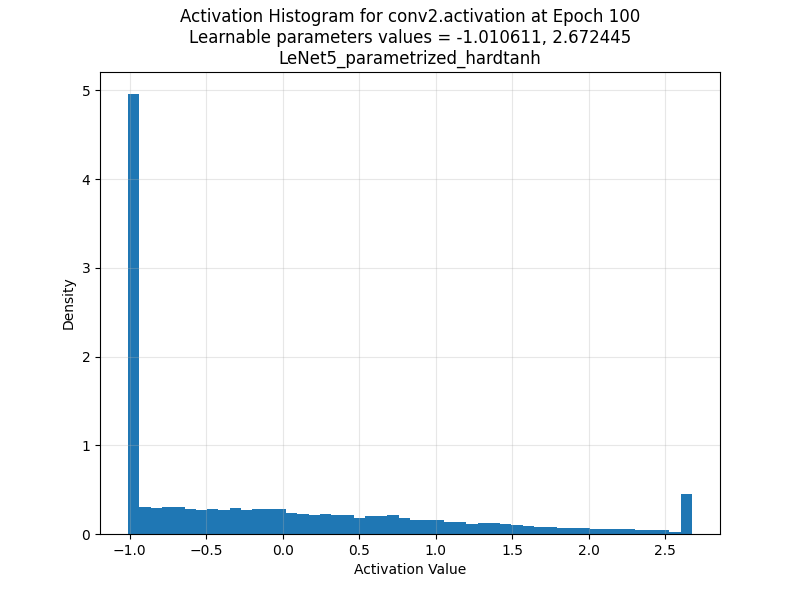 Activation Histogram for conv2.activation at Epoch 100
Learnable parameters values = -1.010611, 2.672445
LeNet5_parametrized_hardtanh
5
4
3
2
1
0
Density
−1.0 −0.5 0.0 0.5 1.0 1.5 2.0 2.5
Activation Value